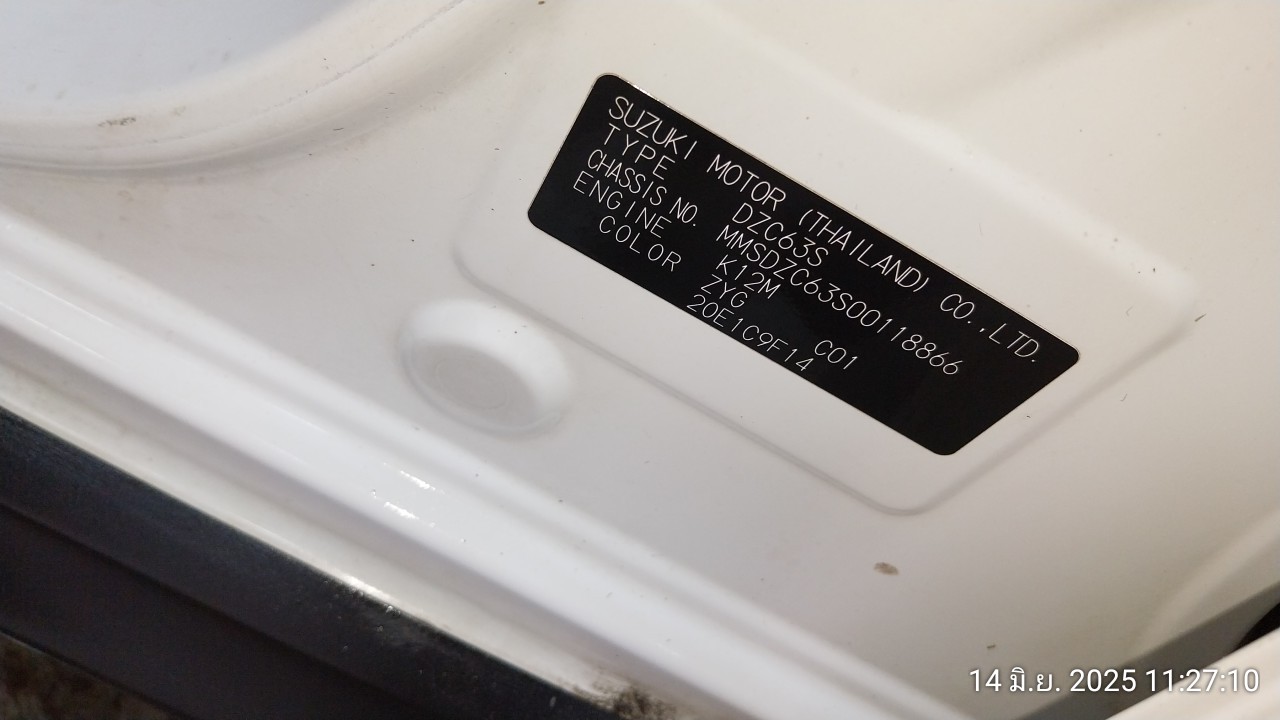 SUZUKI MOTOR (THAILAND) CO.,LTD.
TYPE DZC63S
CHASSIS NO. MMSDZC63S00118866
ENGINE K12M
COLOR ZYG C01
20E1C9F14
14 มิ.ย. 2025 11:27:10